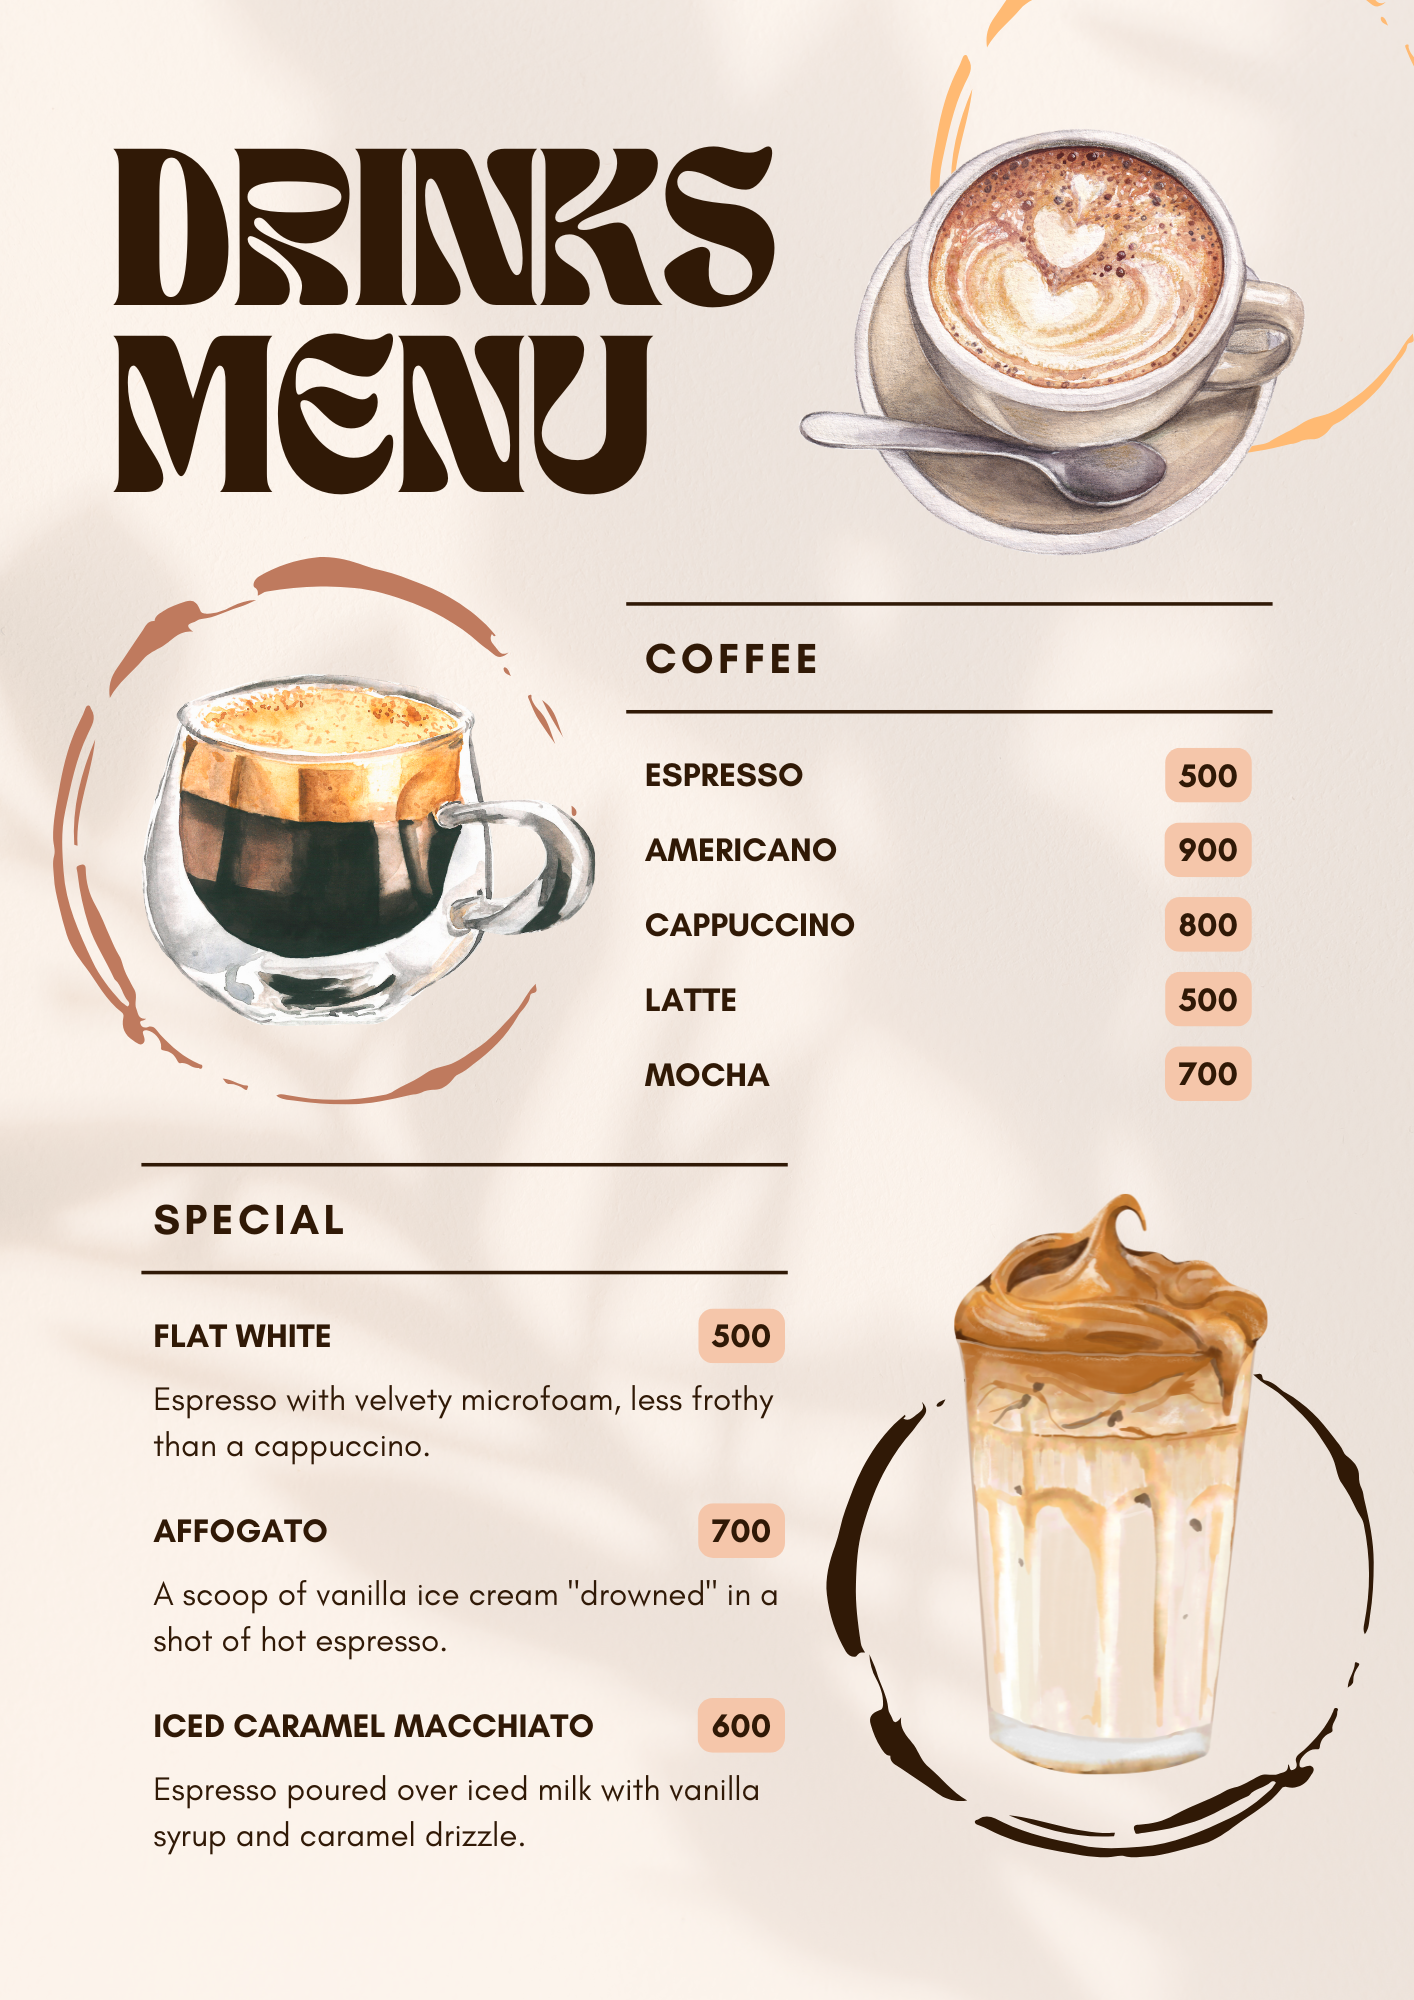 DRINKS
MENU
COFFEE
ESPRESSO 500
AMERICANO 900
CAPPUCCINO 800
LATTE 500
MOCHA 700
SPECIAL
FLAT WHITE 500
Espresso with velvety microfoam, less frothy
than a cappuccino.
AFFOGATO 700
A scoop of vanilla ice cream "drowned" in a
shot of hot espresso.
ICED CARAMEL MACCHIATO 600
Espresso poured over iced milk with vanilla
syrup and caramel drizzle.